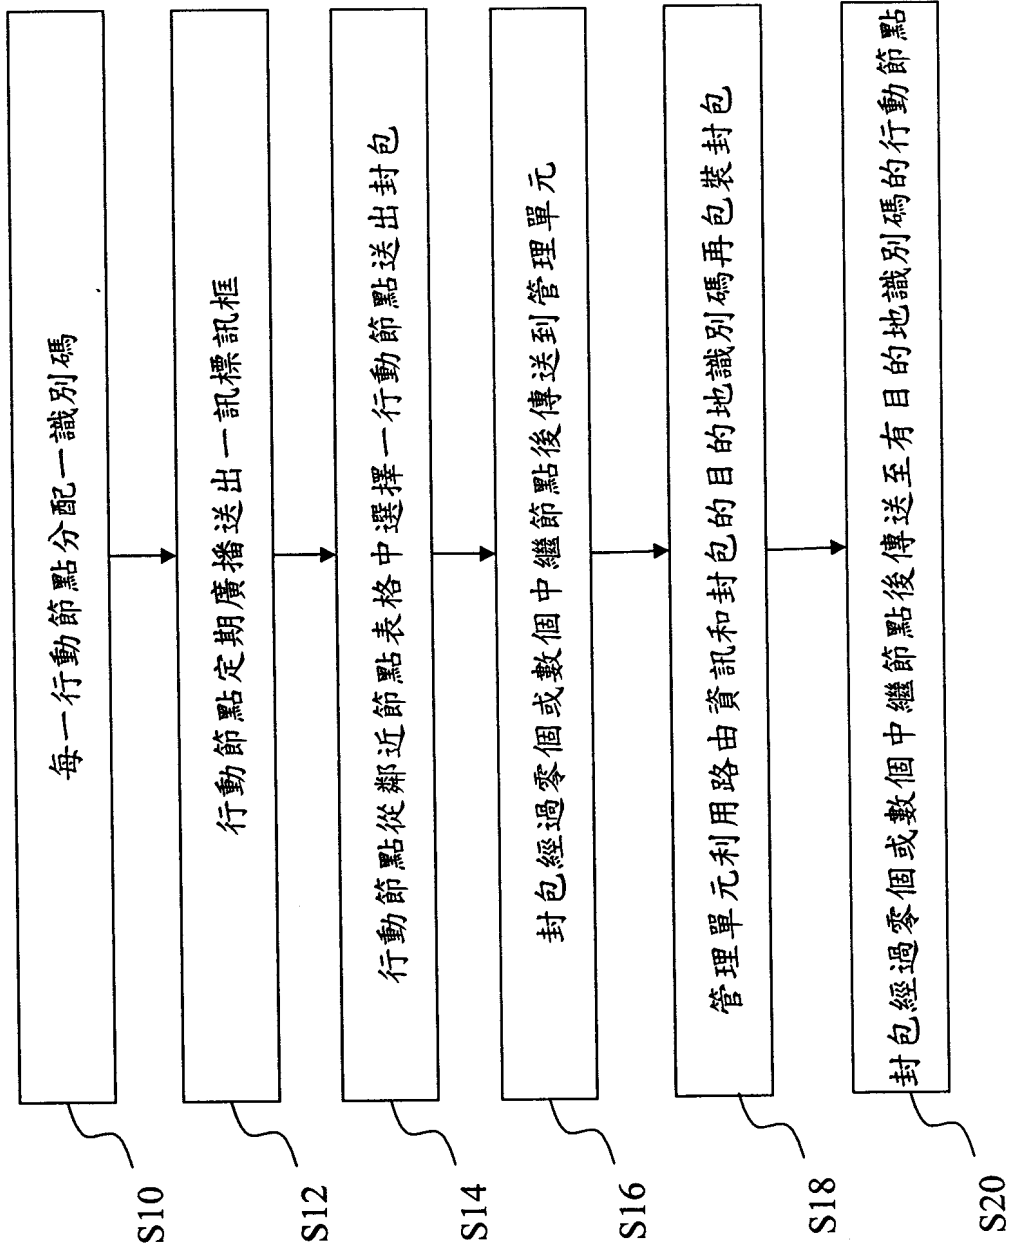 每一行動節點分配一識別碼
S10
行動節點定期廣播送出一訊標訊框
S12
行動節點從鄰近節點表格中選擇一行動節點送出封包
S14
封包經過零個或數個中繼節點後傳送到管理單元
S16
管理單元利用路由資訊和封包的目的地識別碼再包裝封包
S18
封包經過零個或數個中繼節點後傳送至有目的地識別碼的行動節點
S20